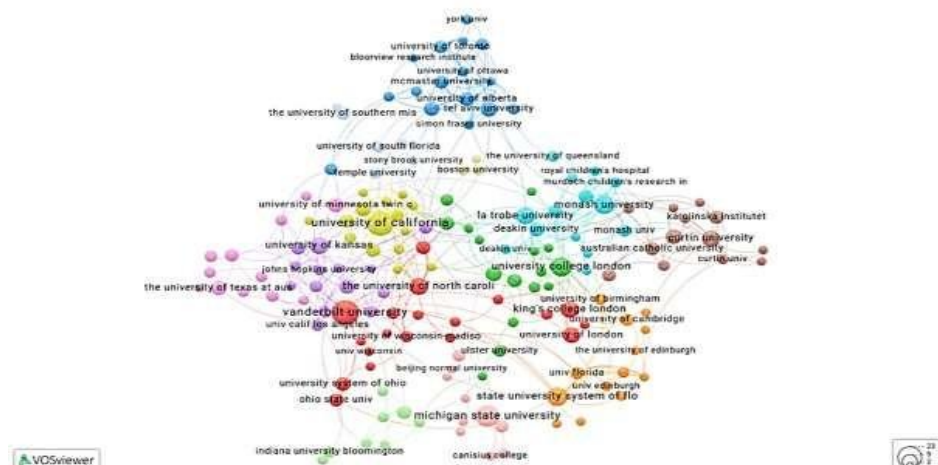 york univ
university of toronto
bloorview research institute
university of ottawa
mcmaster university
university of alberta
tel aviv university
the university of southern mis
simon fraser university
university of south florida
stony brook university
the university of queensland
temple university
boston university
royal children's hospital
murdoch children's research in
university of minnesota twin c
monash university
university of california
la trobe university
karolinska institutet
deakin university
monash univ
curtin university
university of kansas
deakin univ
australian catholic university
curtin univ
johns hopkins university
university college london
the university of texas at aus
the university of north caroli
university of birmingham
vanderbilt university
king's college london
univ calif los angeles
university of cambridge
university of wisconsin-madiso
university of london
univ wisconsin
ulster university
the university of edinburgh
beijing normal university
univ florida
university system of ohio
univ edinburgh
ohio state univ
state university system of flo
michigan state university
indiana university bloomington
canisius college
VOSviewer
23